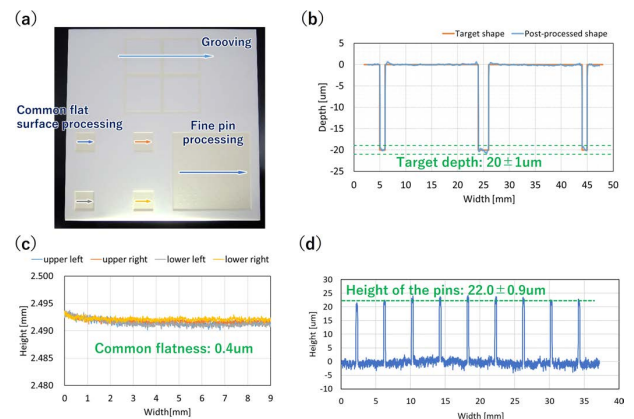 (a)
Grooving
Common flat
surface processing
Fine pin
processing
(b)
Target shape
Post-processed shape
5
0
-5
-10
-15
-20
-25
Depth [um]
Target depth: 20±1um
0 5 10 15 20 25 30 35 40 45 50
Width [mm]
(c)
upper left upper right lower left lower right
2.500
2.495
2.490
2.485
2.480
Height [mm]
Common flatness: 0.4um
0 1 2 3 4 5 6 7 8 9
Width[mm]
(d)
30
25
20
15
10
5
0
-5
-10
Height [um]
Height of the pins: 22.0±0.9um
0 5 10 15 20 25 30 35 40
Width [mm]